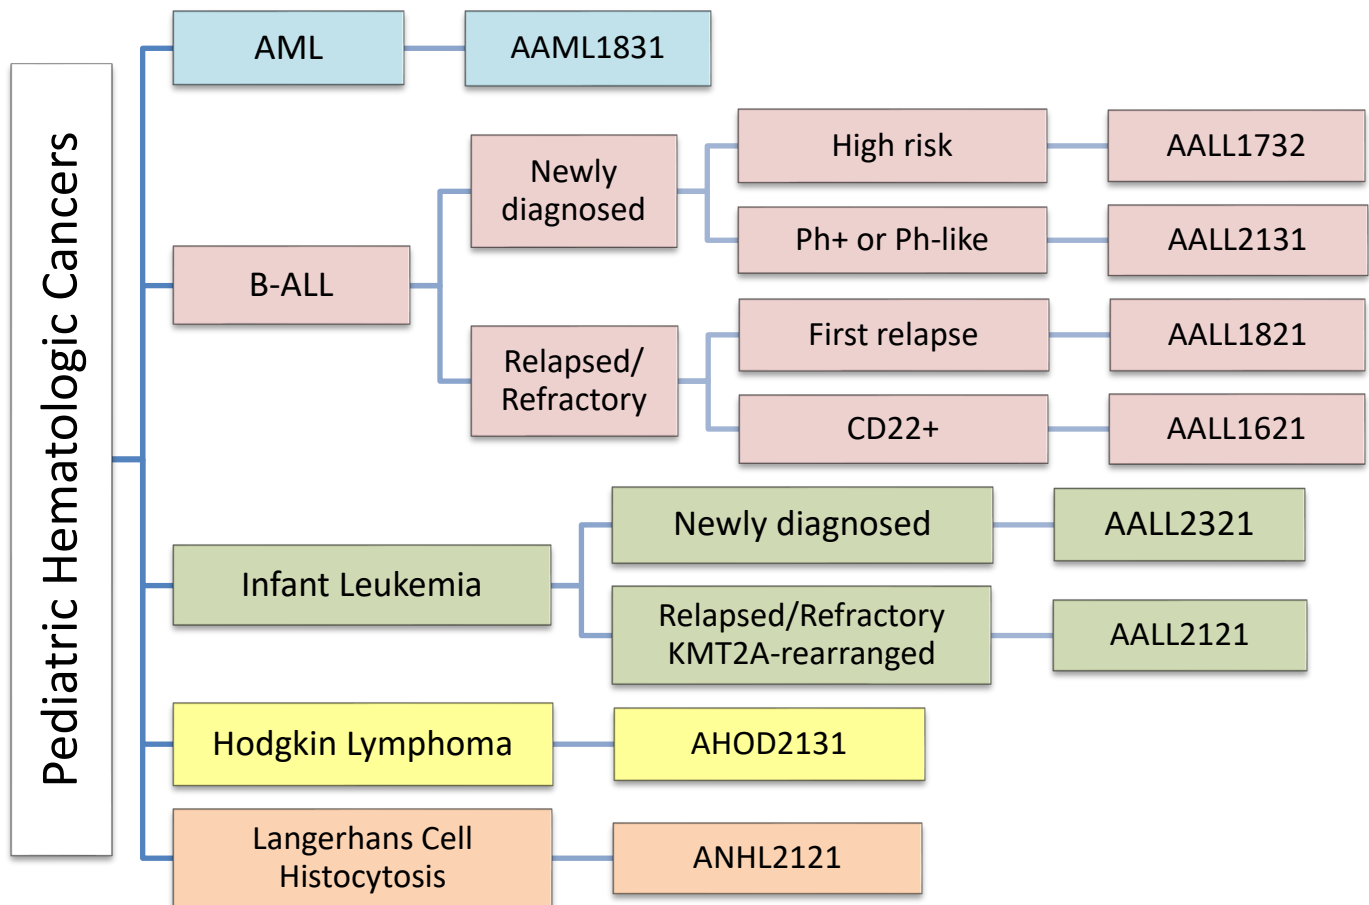 Pediatric Hematologic Cancers
AML
AAML1831
B-ALL
Newly
diagnosed
High risk
AALL1732
Ph+ or Ph-like
AALL2131
Relapsed/
Refractory
First relapse
AALL1821
CD22+
AALL1621
Infant Leukemia
Newly diagnosed
AALL2321
Relapsed/Refractory
KMT2A-rearranged
AALL2121
Hodgkin Lymphoma
AHOD2131
Langerhans Cell
Histocytosis
ANHL2121